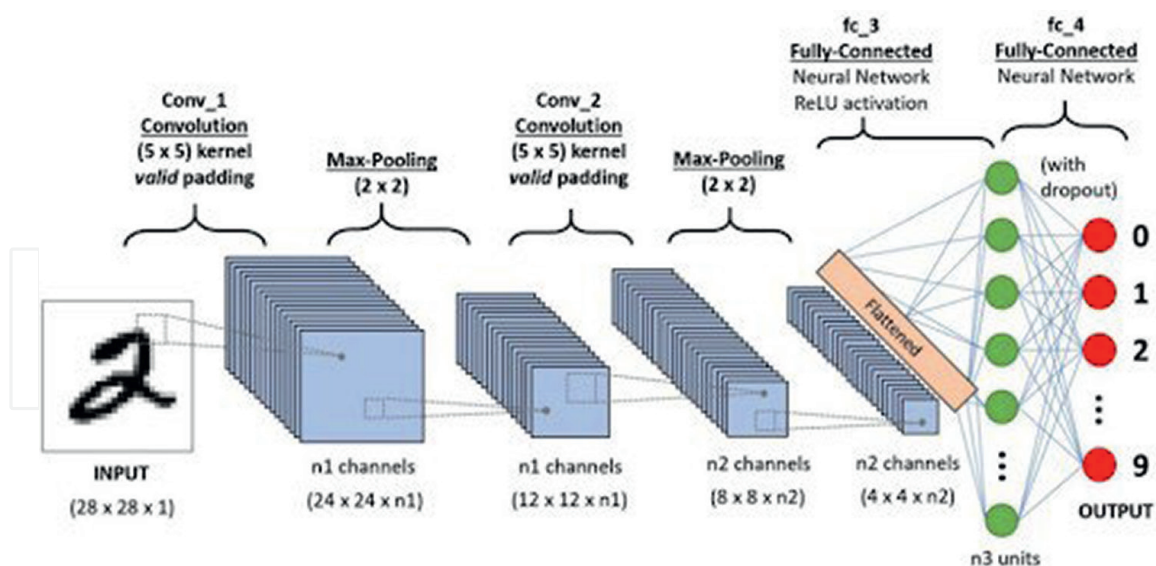 fc_3
Fully-Connected
Neural Network
ReLU activation
fc_4
Fully-Connected
Neural Network
Conv_1
Convolution
(5 x 5) kernel
valid padding
Max-Pooling
(2 x 2)
Conv_2
Convolution
(5 x 5) kernel
valid padding
Max-Pooling
(2 x 2)
(with
dropout)
Flattened
0
1
2
9
OUTPUT
INPUT
(28 x 28 x 1)
n1 channels
(24 x 24 x n1)
n1 channels
(12 x 12 x n1)
n2 channels
(8 x 8 x n2)
n2 channels
(4 x 4 x n2)
n3 units
2